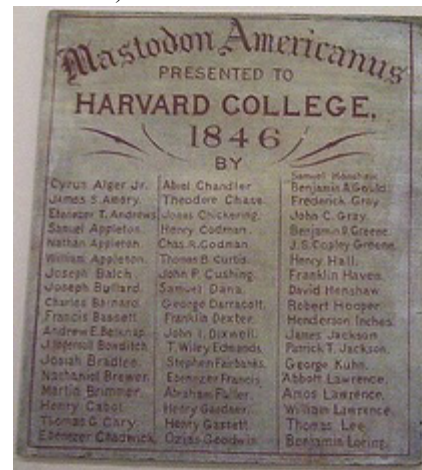 Mastodon Americanus
PRESENTED TO
HARVARD COLLEGE,
1846
BY
Cyrus Alger Jr.
James S. Amory.
Ebenezer T. Andrews
Samuel Appleton.
Nathan Appleton.
William Appleton.
Joseph Balch.
Joseph Bullard.
Charles Barnard.
Francis Bassett.
Andrew E. Belknap.
J. Ingersoll Bowditch.
Josiah Bradlee.
Nathaniel Brewer.
Martin Brimmer.
Henry Cabot.
Thomas G. Cary.
Ebenezer Chadwick.
Abiel Chandler
Theodore Chase.
Jonas Chickering.
Henry Codman.
Chas. R. Codman.
Thomas B. Curtis.
John P. Cushing.
Samuel Dana.
George Darracott.
Franklin Dexter.
John J. Dixwell.
T. Wiley Edmands.
Stephen Fairbanks.
Ebenezer Francis.
Abraham Fuller.
Henry Gardner.
Henry Gassett.
Ozias Goodwin.
Samuel Henshaw.
Benjamin A. Gould.
Frederick Gray
John C. Gray.
Benjamin D. Greene.
J. S. Copley Greene.
Henry Hall.
Franklin Haven.
David Henshaw.
Robert Hooper.
Henderson Inches.
James Jackson
Patrick T. Jackson.
George Kuhn.
Abbott Lawrence.
Amos Lawrence.
William Lawrence.
Thomas Lee.
Benjamin Loring.